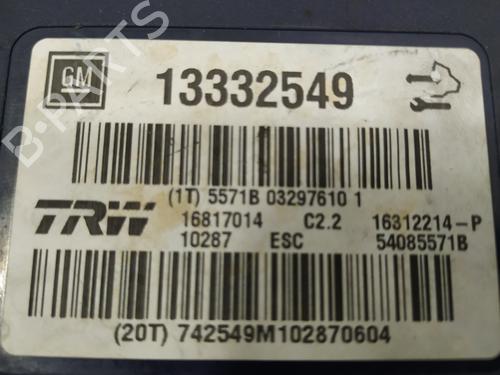 GM
13332549
(1T) 5571B 03297610 1
TRW
16817014 C2.2 16312214-P
10287 ESC 54085571B
(20T) 742549M102870604
B-PARTS